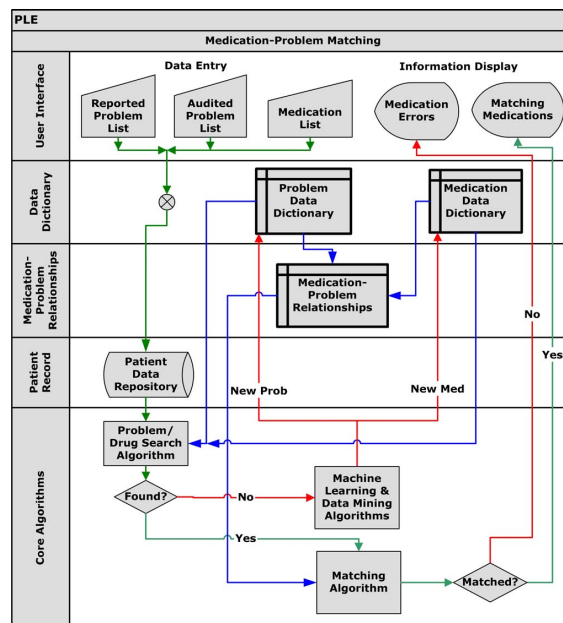 PLE
Medication-Problem Matching
User Interface
Data Entry
Information Display
Reported
Problem
List
Audited
Problem
List
Medication
List
Medication
Errors
Matching
Medications
Data
Dictionary
Problem
Data
Dictionary
Medication
Data
Dictionary
Medication-
Problem
Relationships
Medication-
Problem
Relationships
No
Yes
Patient
Record
Patient
Data
Repository
New Prob
New Med
Core Algorithms
Problem/
Drug Search
Algorithm
Found?
No
Machine
Learning &
Data Mining
Algorithms
Yes
Matching
Algorithm
Matched?